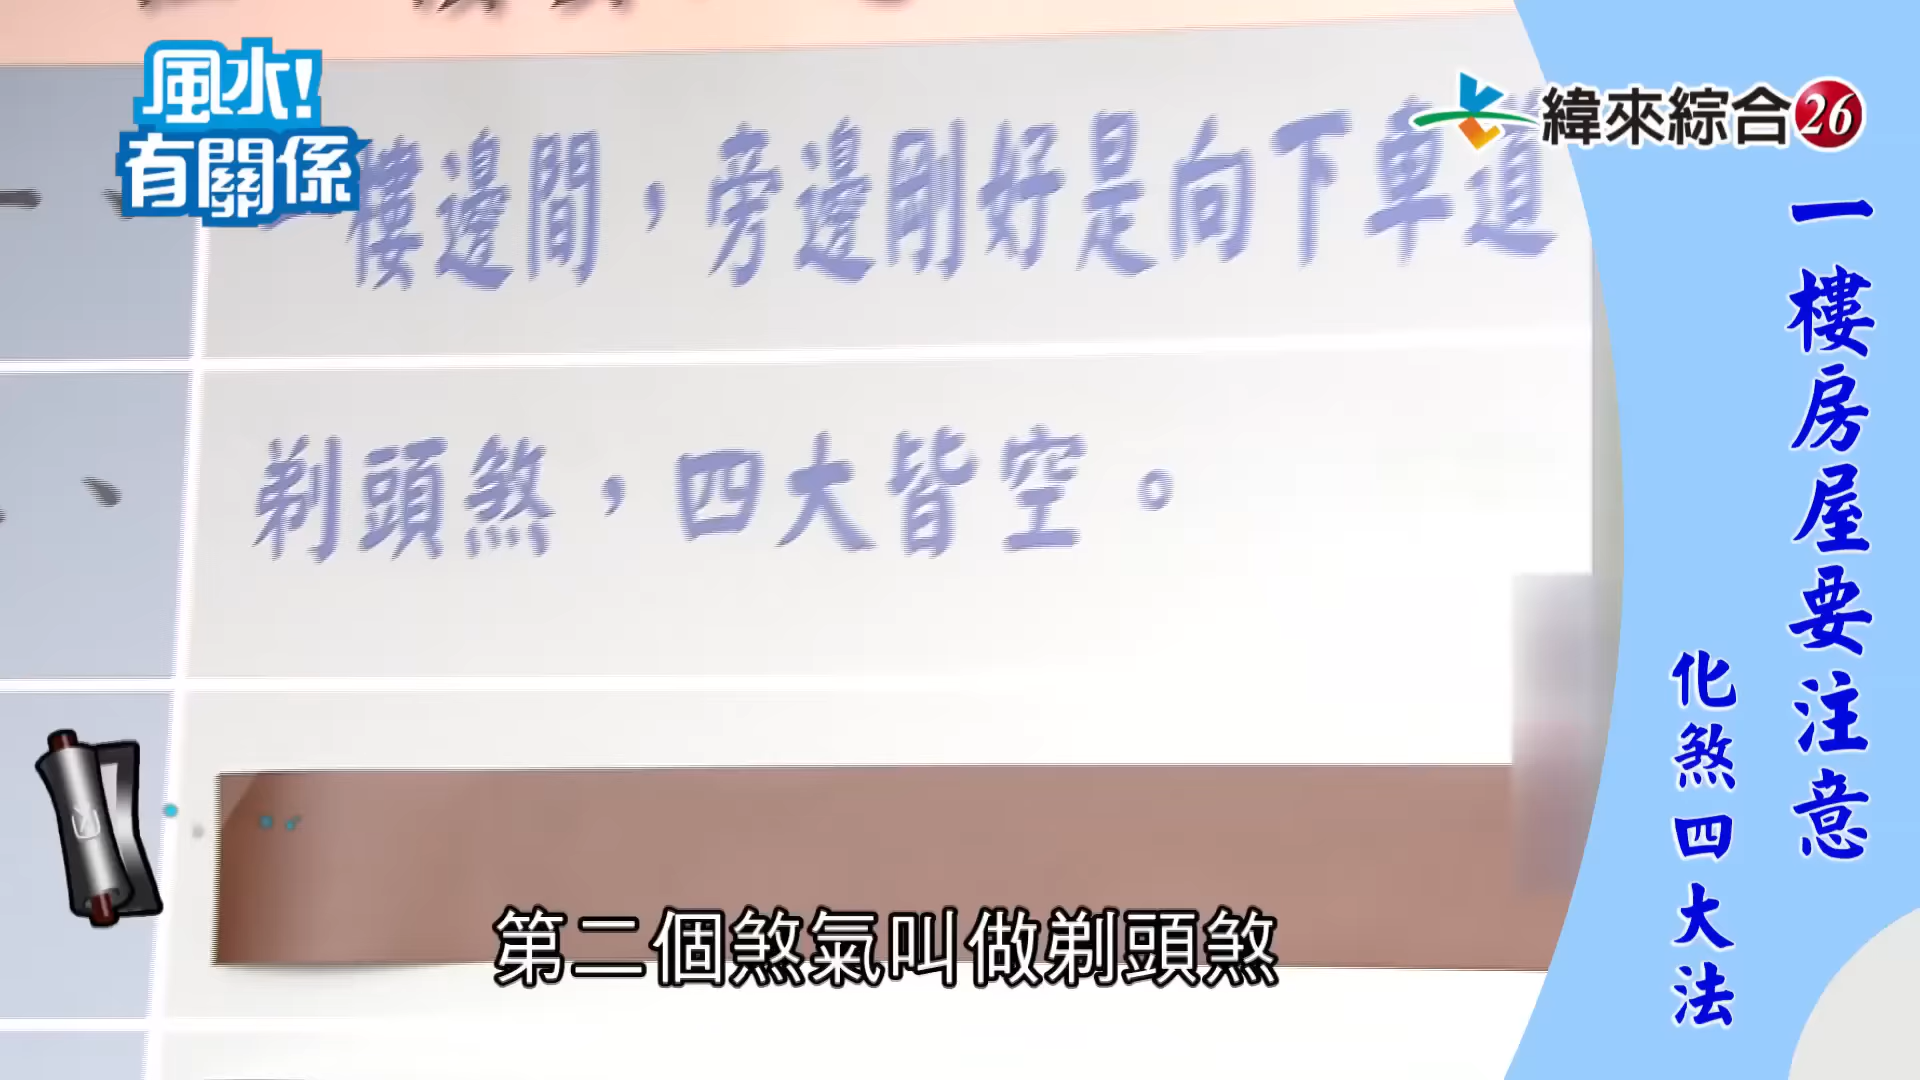 風水!
有關係
緯來綜合26
一樓邊間，旁邊剛好是向下車道
剃頭煞，四大皆空。
一樓房屋要注意
化煞四大法
第二個煞氣叫做剃頭煞